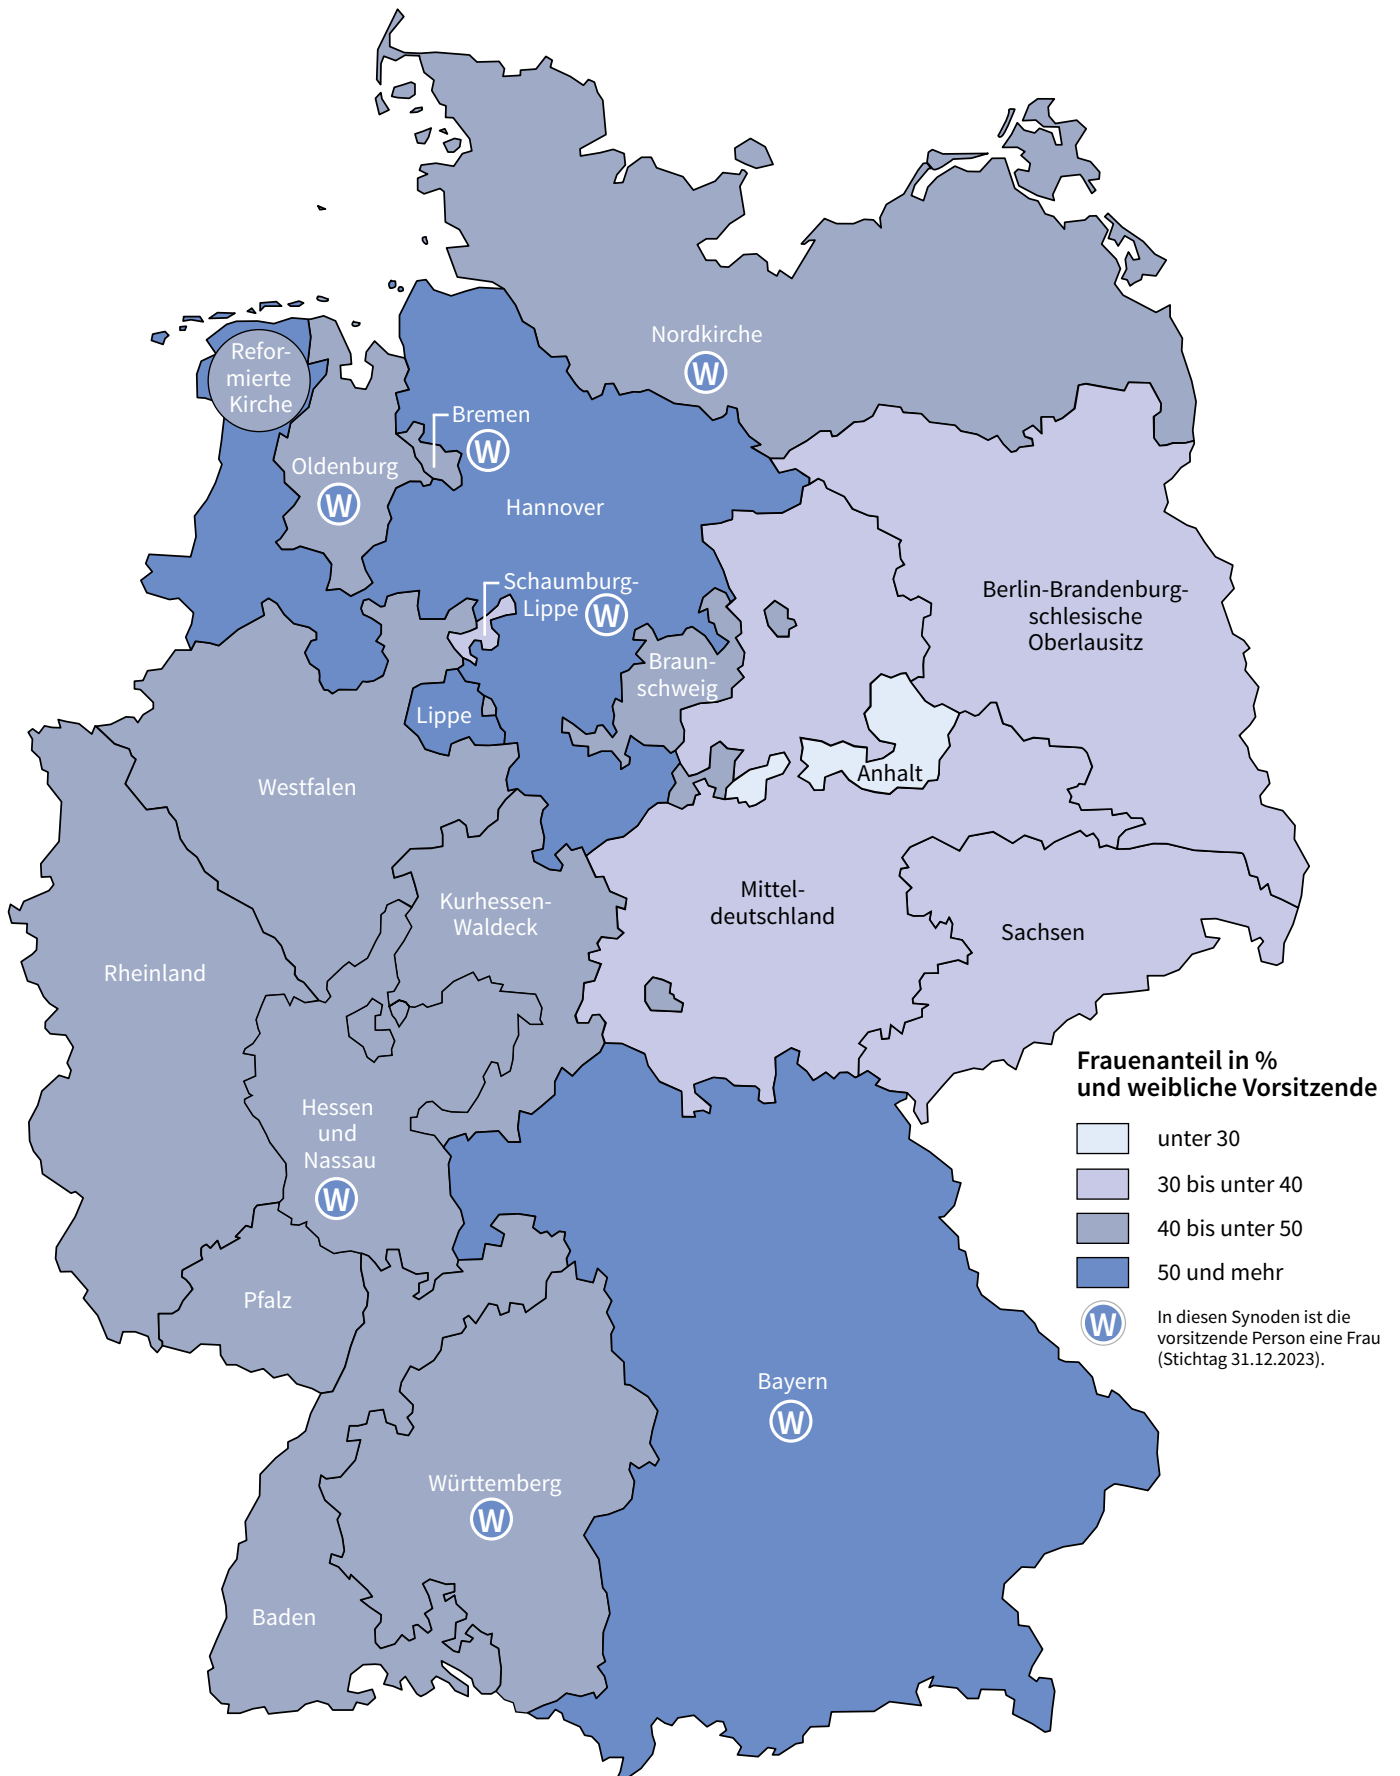 Nordkirche
W
Refor-
mierte
Kirche
Bremen
W
Oldenburg
W
Hannover
Schaumburg-
Lippe
W
Berlin-Brandenburg-
schlesische
Oberlausitz
Braun-
schweig
Lippe
Anhalt
Westfalen
Mittel-
deutschland
Kurhessen-
Waldeck
Sachsen
Rheinland
Hessen
und
Nassau
W
Pfalz
Bayern
W
Württemberg
W
Baden
Frauenanteil in %
und weibliche Vorsitzende
unter 30
30 bis unter 40
40 bis unter 50
50 und mehr
W
In diesen Synoden ist die
vorsitzende Person eine Frau
(Stichtag 31.12.2023).